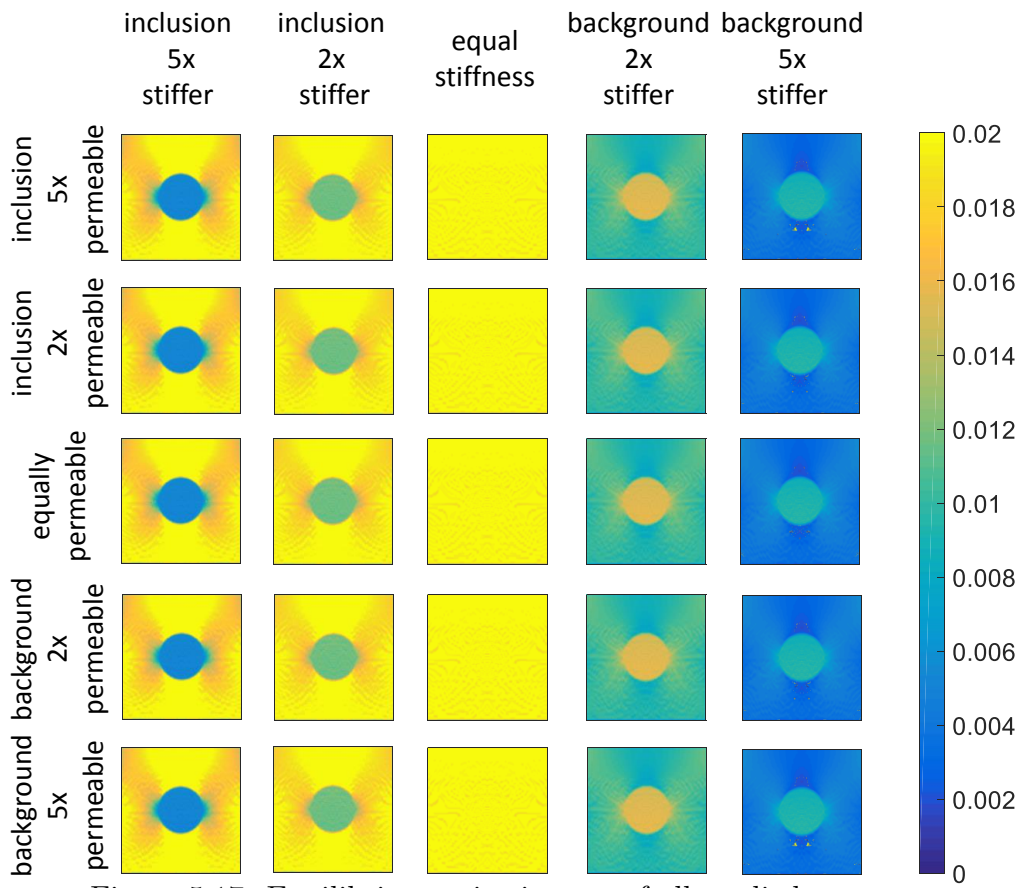 inclusion
5x
stiffer
inclusion
2x
stiffer
equal
stiffness
background
2x
stiffer
background
5x
stiffer
inclusion
5x
permeable
inclusion
2x
permeable
equally
permeable
background
2x
permeable
background
5x
permeable
0.02
0.018
0.016
0.014
0.012
0.01
0.008
0.006
0.004
0.002
0